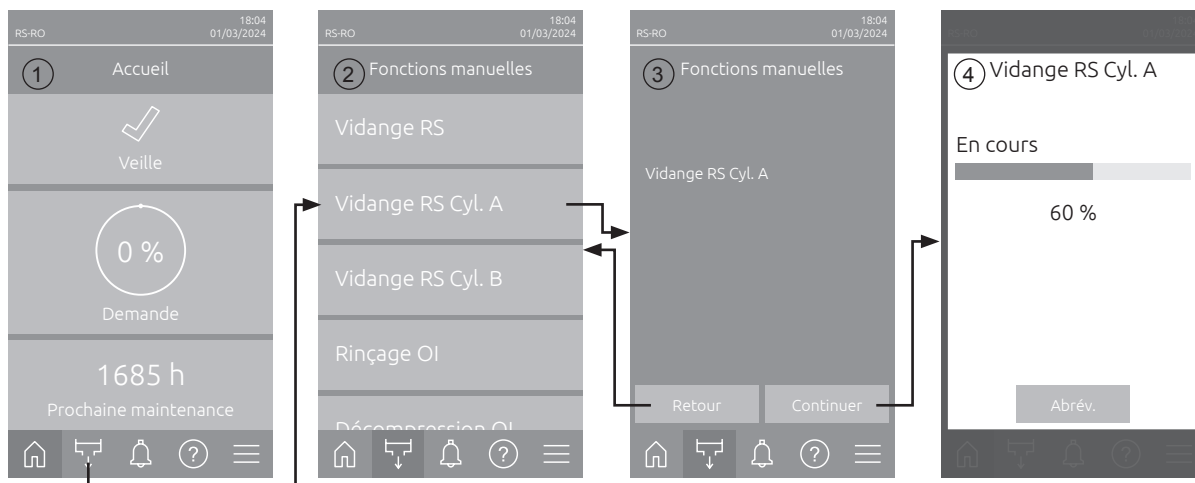 18:04
RS-RO 01/03/2024
1 Accueil
Veille
0 %
Demande
1685 h
Prochaine maintenance
?
18:04
RS-RO 01/03/2024
2 Fonctions manuelles
Vidange RS
Vidange RS Cyl. A
Vidange RS Cyl. B
Rinçage OI
Décompression OI
?
18:04
RS-RO 01/03/2024
3 Fonctions manuelles
Vidange RS Cyl. A
Retour Continuer
?
4 Vidange RS Cyl. A
En cours
60 %
Abrév.
?